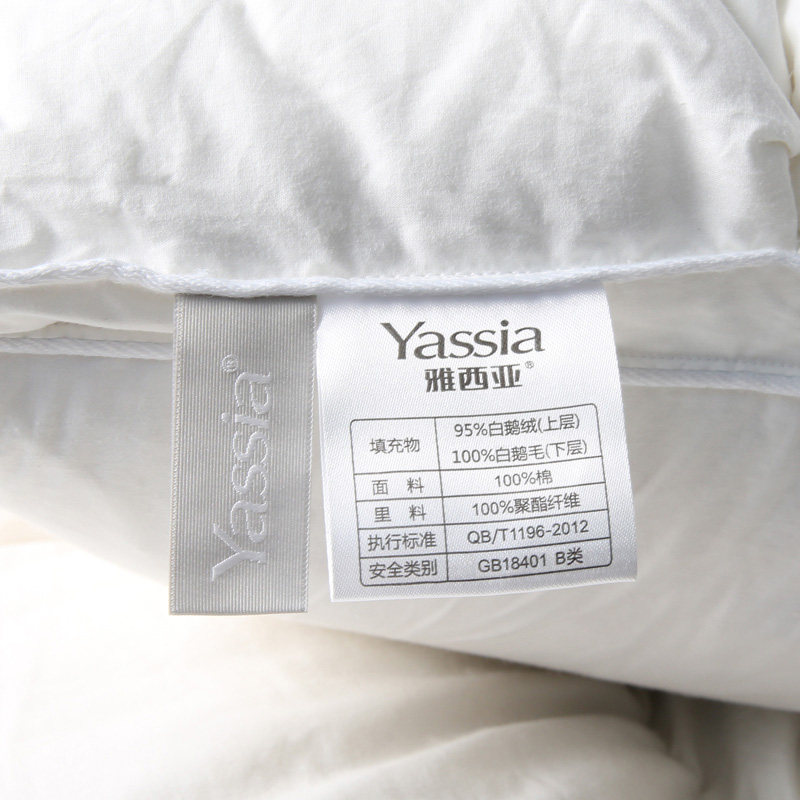 Yassia®
Yassia
雅西亚®
填充物 95%白鹅绒(上层)
100%白鹅毛(下层)
面 料 100%棉
里 料 100%聚酯纤维
执行标准 QB/T1196-2012
安全类别 GB18401 B类